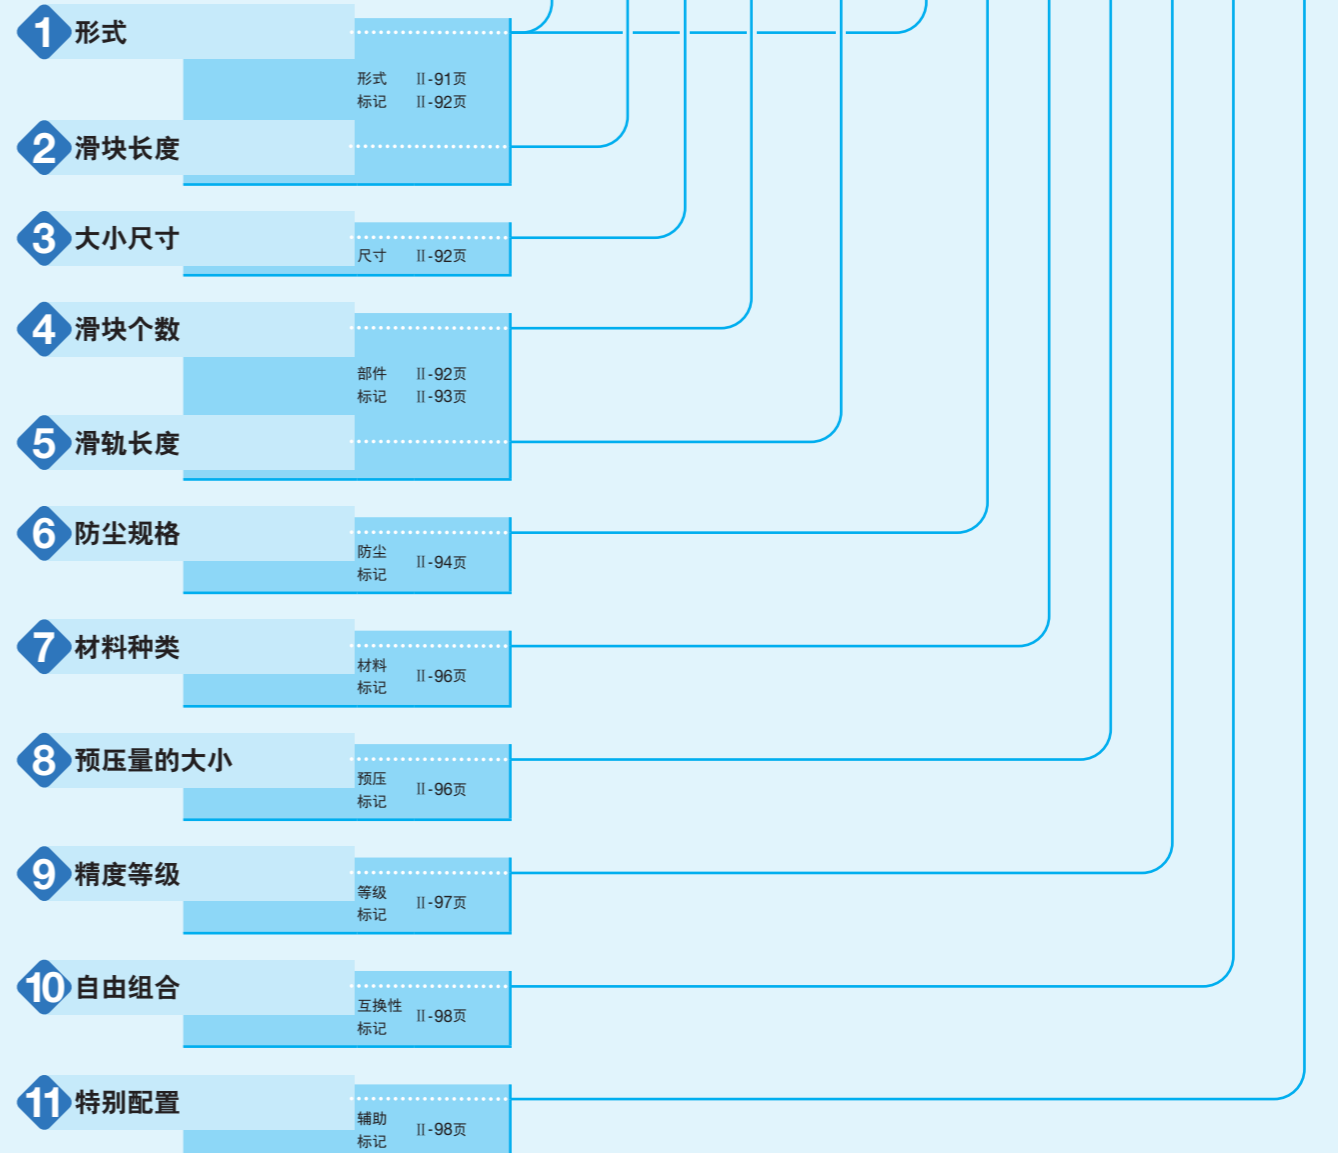 1 形式
形式 Ⅱ-91页
标记 Ⅱ-92页
2 滑块长度
3 大小尺寸
尺寸 Ⅱ-92页
4 滑块个数
部件 Ⅱ-92页
标记 Ⅱ-93页
5 滑轨长度
6 防尘规格
防尘
标记 Ⅱ-94页
7 材料种类
材料
标记 Ⅱ-96页
8 预压量的大小
预压
标记 Ⅱ-96页
9 精度等级
等级
标记 Ⅱ-97页
10 自由组合
互换性
标记 Ⅱ-98页
11 特别配置
辅助
标记 Ⅱ-98页